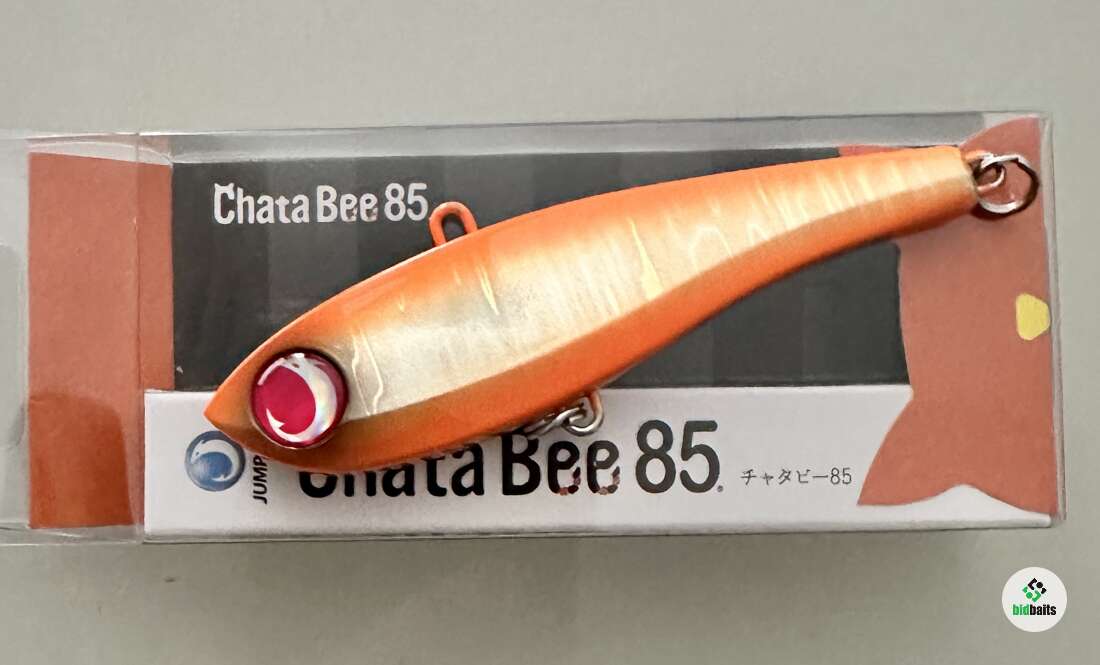 Chata Bee 85
JUMP
Chata Bee 85.
チャタビー85
bidbaits